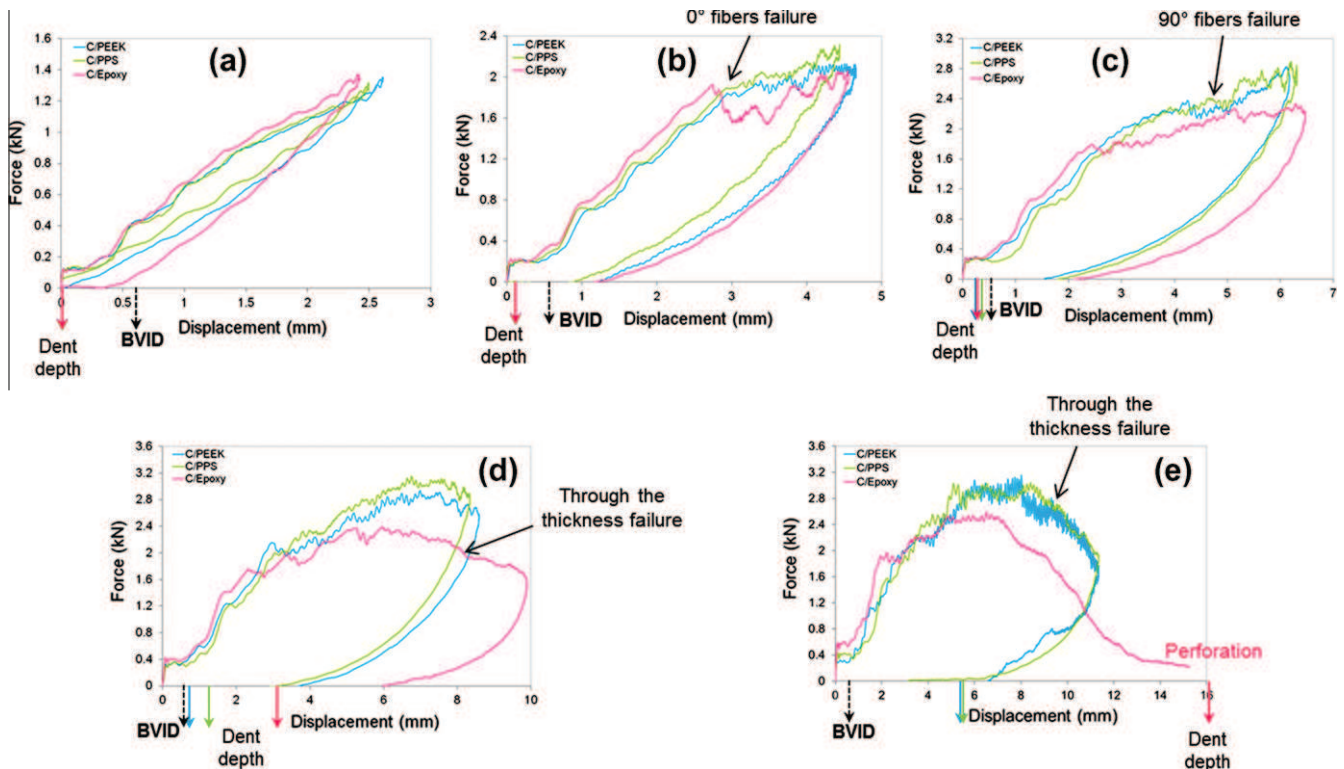 (a)
C/PEEK
C/PPS
C/Epoxy
Force (kN)
1.6
1.4
1.2
1
0.8
0.6
0.4
0.2
0
0 0.5 1 1.5 2 2.5 3
Displacement (mm)
Dent
depth
BVID
0° fibers failure
(b)
C/PEEK
C/PPS
C/Epoxy
Force (kN)
2.4
2
1.6
1.2
0.8
0.4
0
0 1 2 3 4 5
Displacement (mm)
Dent
depth
BVID
90° fibers failure
(c)
C/PEEK
C/PPS
C/Epoxy
Force (kN)
3.2
2.8
2.4
2
1.6
1.2
0.8
0.4
0
0 1 2 3 4 5 6 7
Displacement (mm)
Dent
depth
BVID
(d)
C/PEEK
C/PPS
C/Epoxy
Through the
thickness failure
Force (kN)
3.6
3.2
2.8
2.4
2
1.6
1.2
0.8
0.4
0
0 2 4 6 8 10
Displacement (mm)
BVID
Dent
depth
Through the
thickness failure
(e)
C/PEEK
C/PPS
C/Epoxy
Force (kN)
3.6
3.2
2.8
2.4
2
1.6
1.2
0.8
0.4
0
Perforation
0 2 4 6 8 10 12 14 16
Displacement (mm)
BVID
Dent
depth